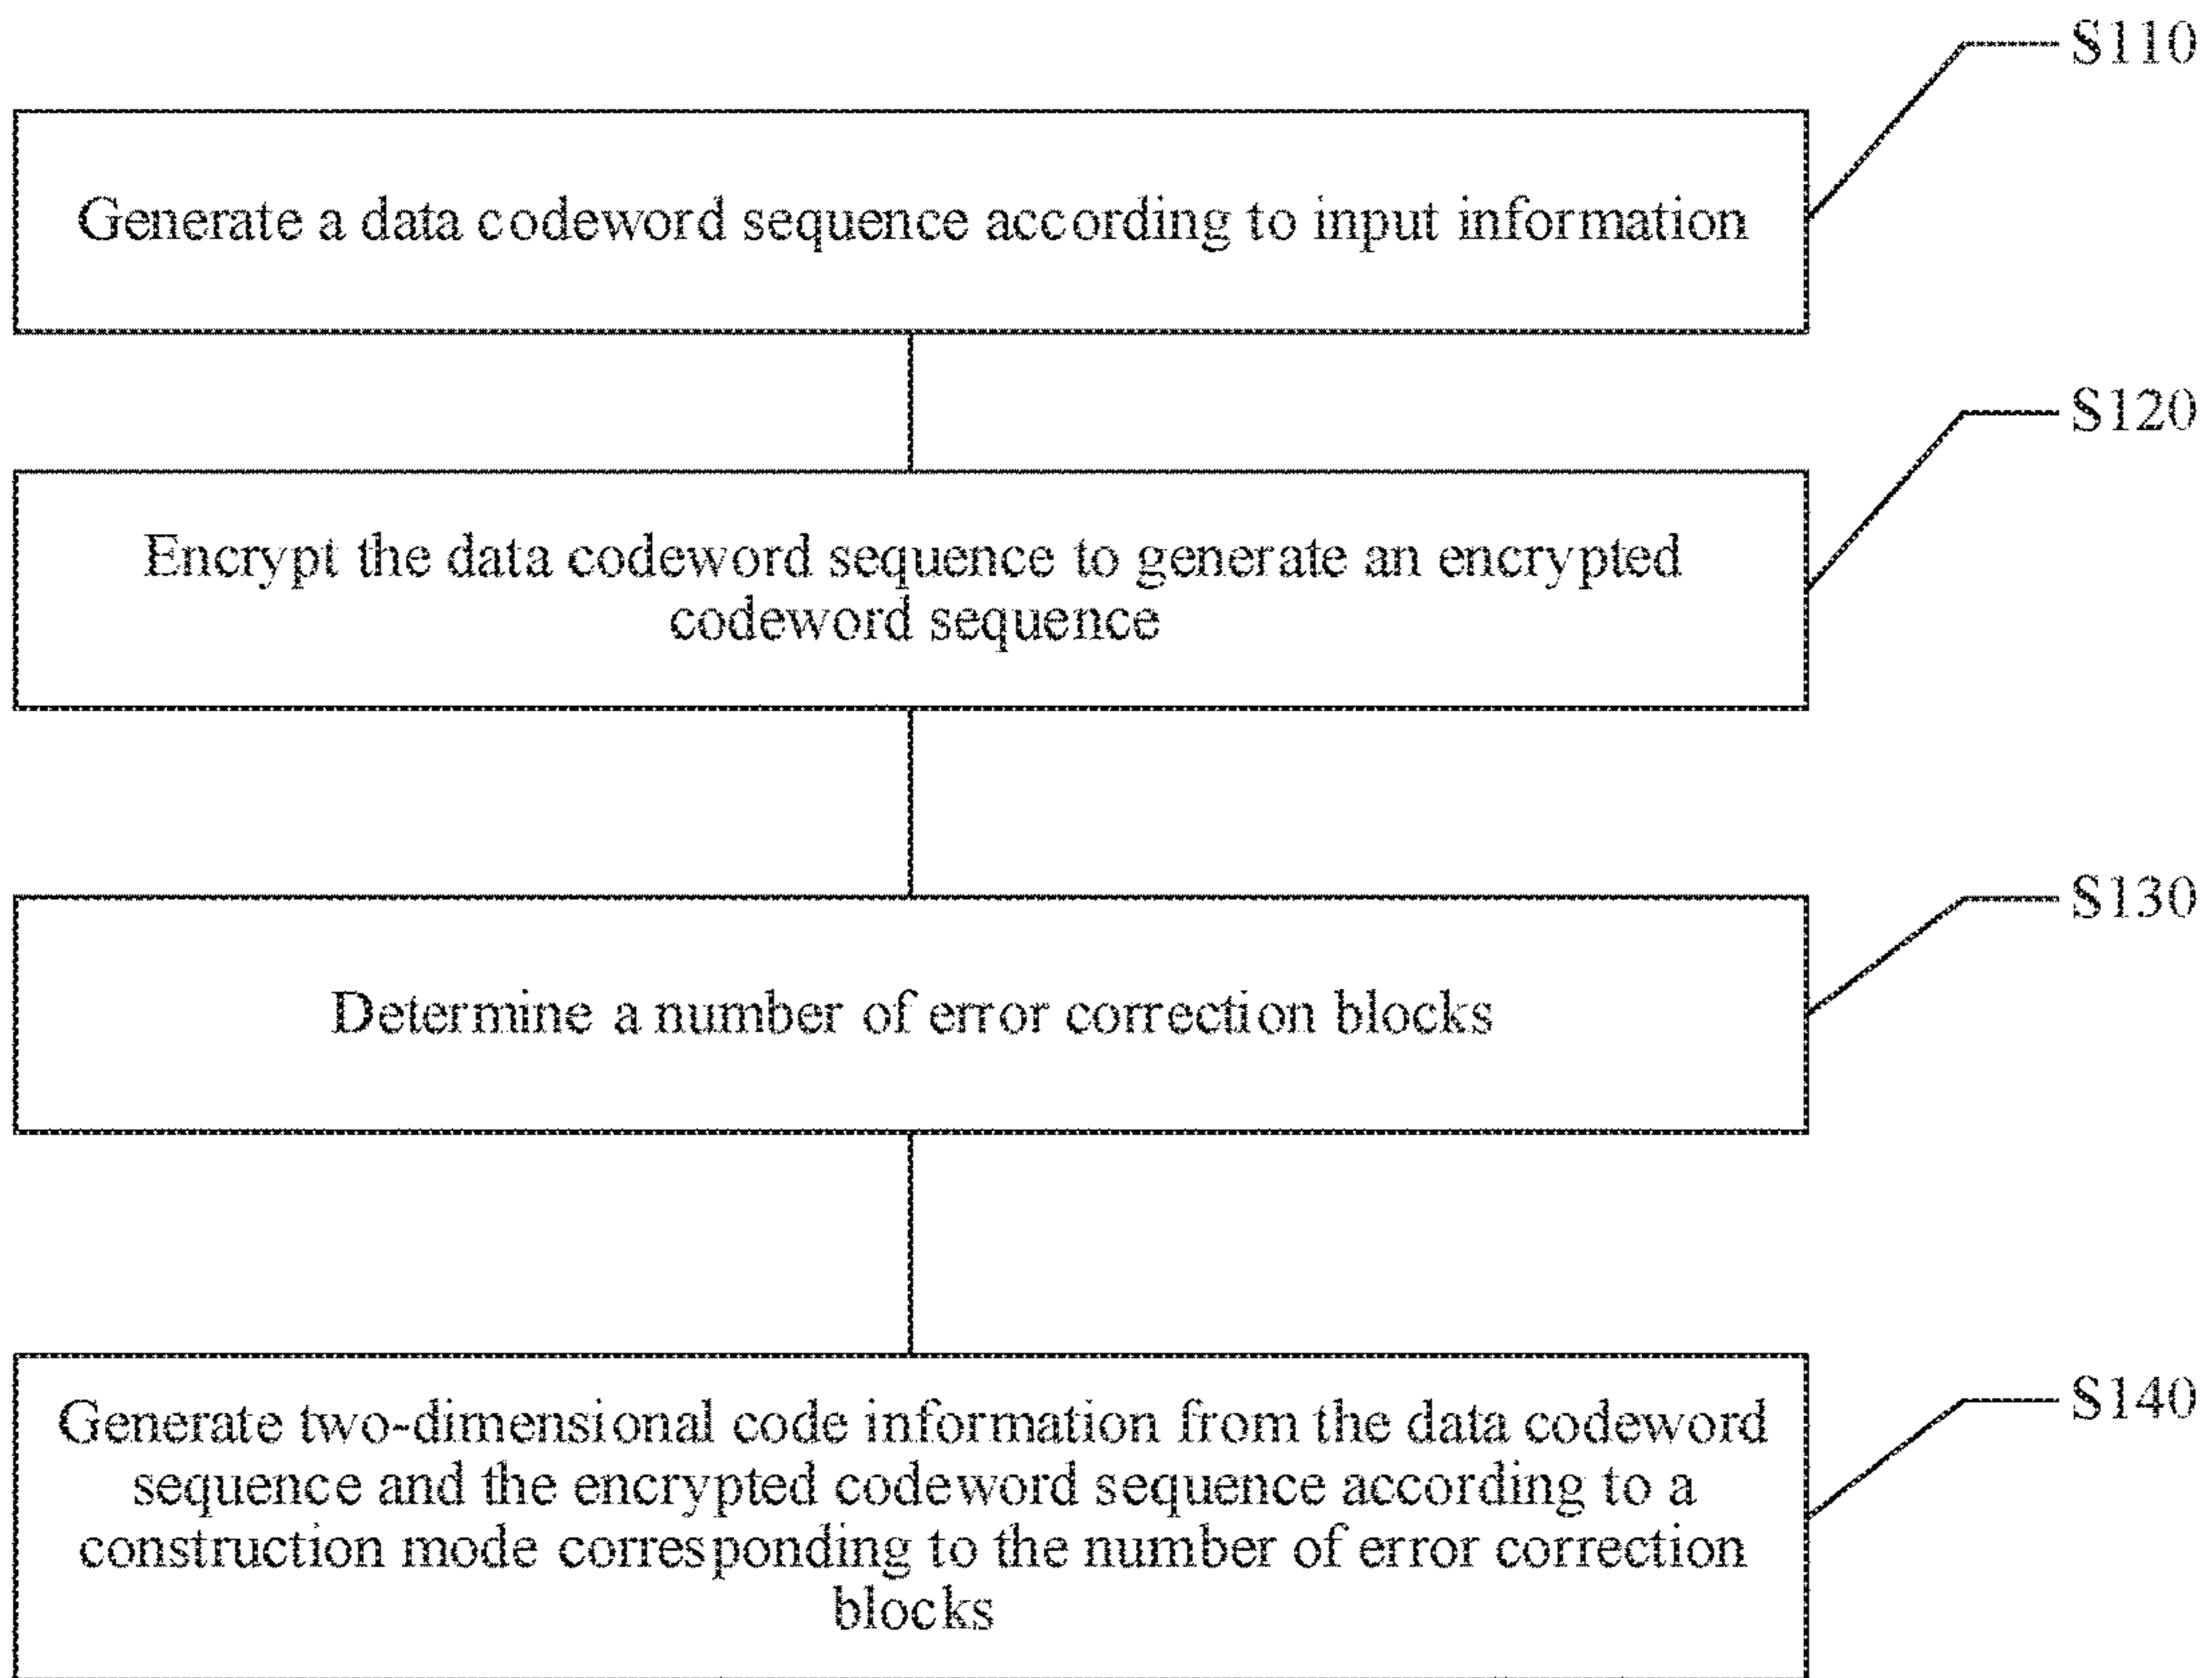 S110
Generate a data codeword sequence according to input information
S120
Encrypt the data codeword sequence to generate an encrypted
codeword sequence
S130
Determine a number of error correction blocks
S140
Generate two-dimensional code information from the data codeword
sequence and the encrypted codeword sequence according to a
construction mode corresponding to the number of error correction
blocks